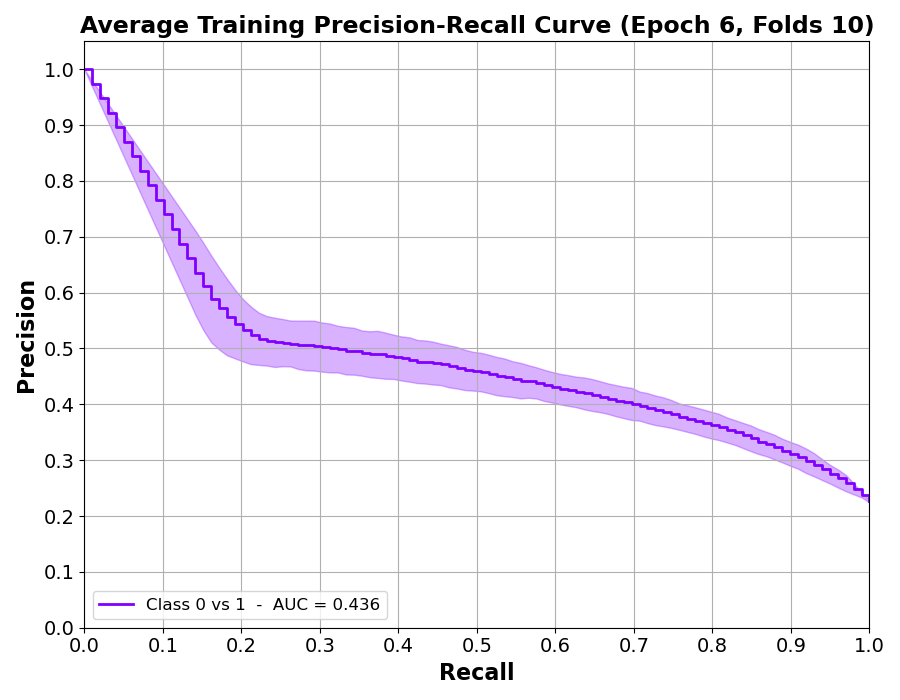 Average Training Precision-Recall Curve (Epoch 6, Folds 10)
Precision
1.0
0.9
0.8
0.7
0.6
0.5
0.4
0.3
0.2
0.1
0.0
Class 0 vs 1 - AUC = 0.436
0.0 0.1 0.2 0.3 0.4 0.5 0.6 0.7 0.8 0.9 1.0
Recall